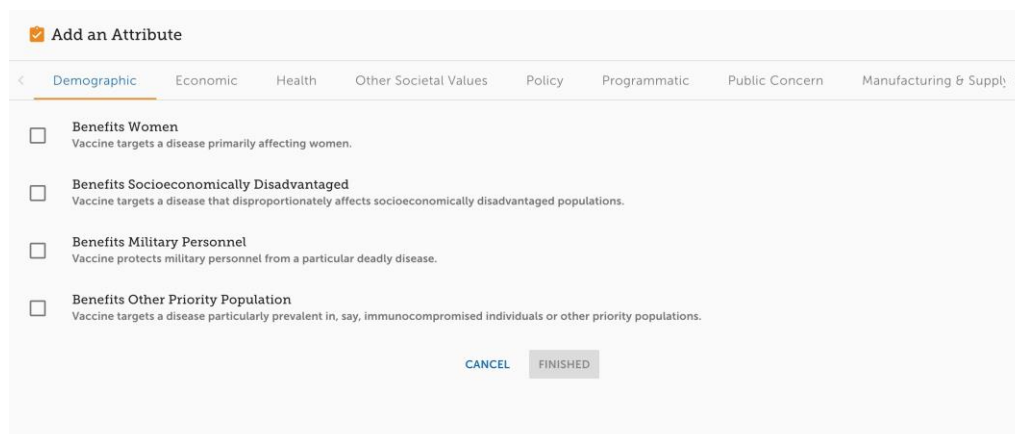 Add an Attribute
Demographic Economic Health Other Societal Values Policy Programmatic Public Concern Manufacturing & Supply
Benefits Women
Vaccine targets a disease primarily affecting women.
Benefits Socioeconomically Disadvantaged
Vaccine targets a disease that disproportionately affects socioeconomically disadvantaged populations.
Benefits Military Personnel
Vaccine protects military personnel from a particular deadly disease.
Benefits Other Priority Population
Vaccine targets a disease particularly prevalent in, say, immunocompromised individuals or other priority populations.
CANCEL FINISHED